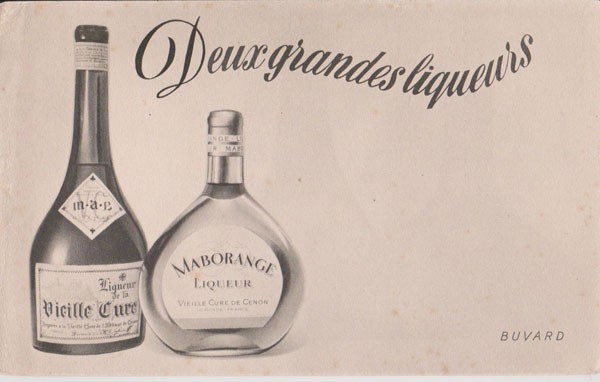 Deux grandes liqueurs
m·a·r
Liqueur
de la
Vieille Cure
MABORANGE
LIQUEUR
VIEILLE CURE DE CENON
BUVARD